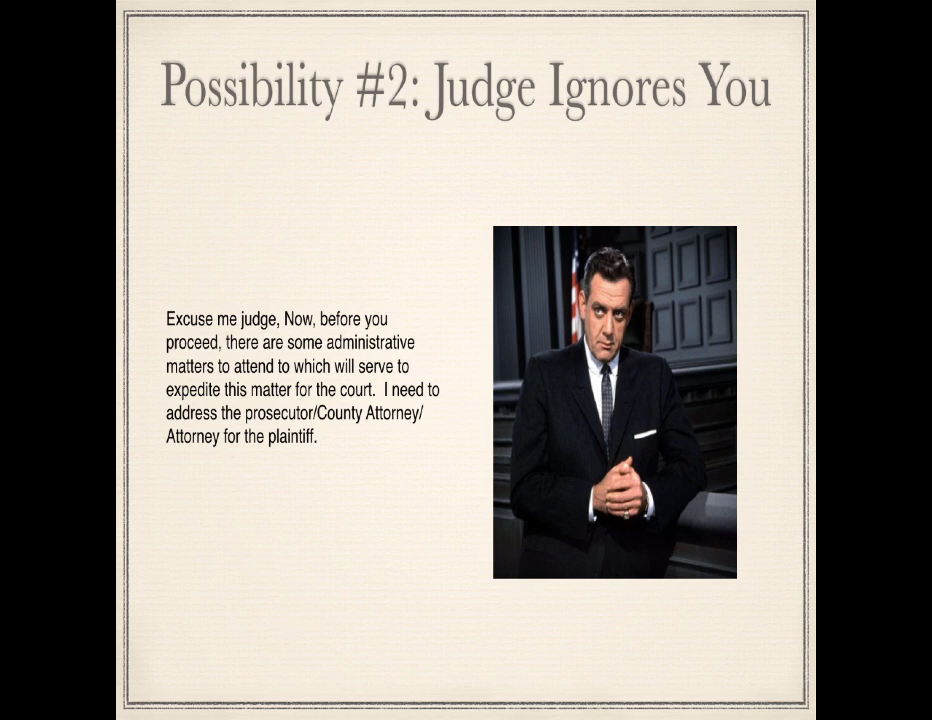 Possibility #2: Judge Ignores You
Excuse me judge, Now, before you
proceed, there are some administrative
matters to attend to which will serve to
expedite this matter for the court.  I need to
address the prosecutor/County Attorney/
Attorney for the plaintiff.